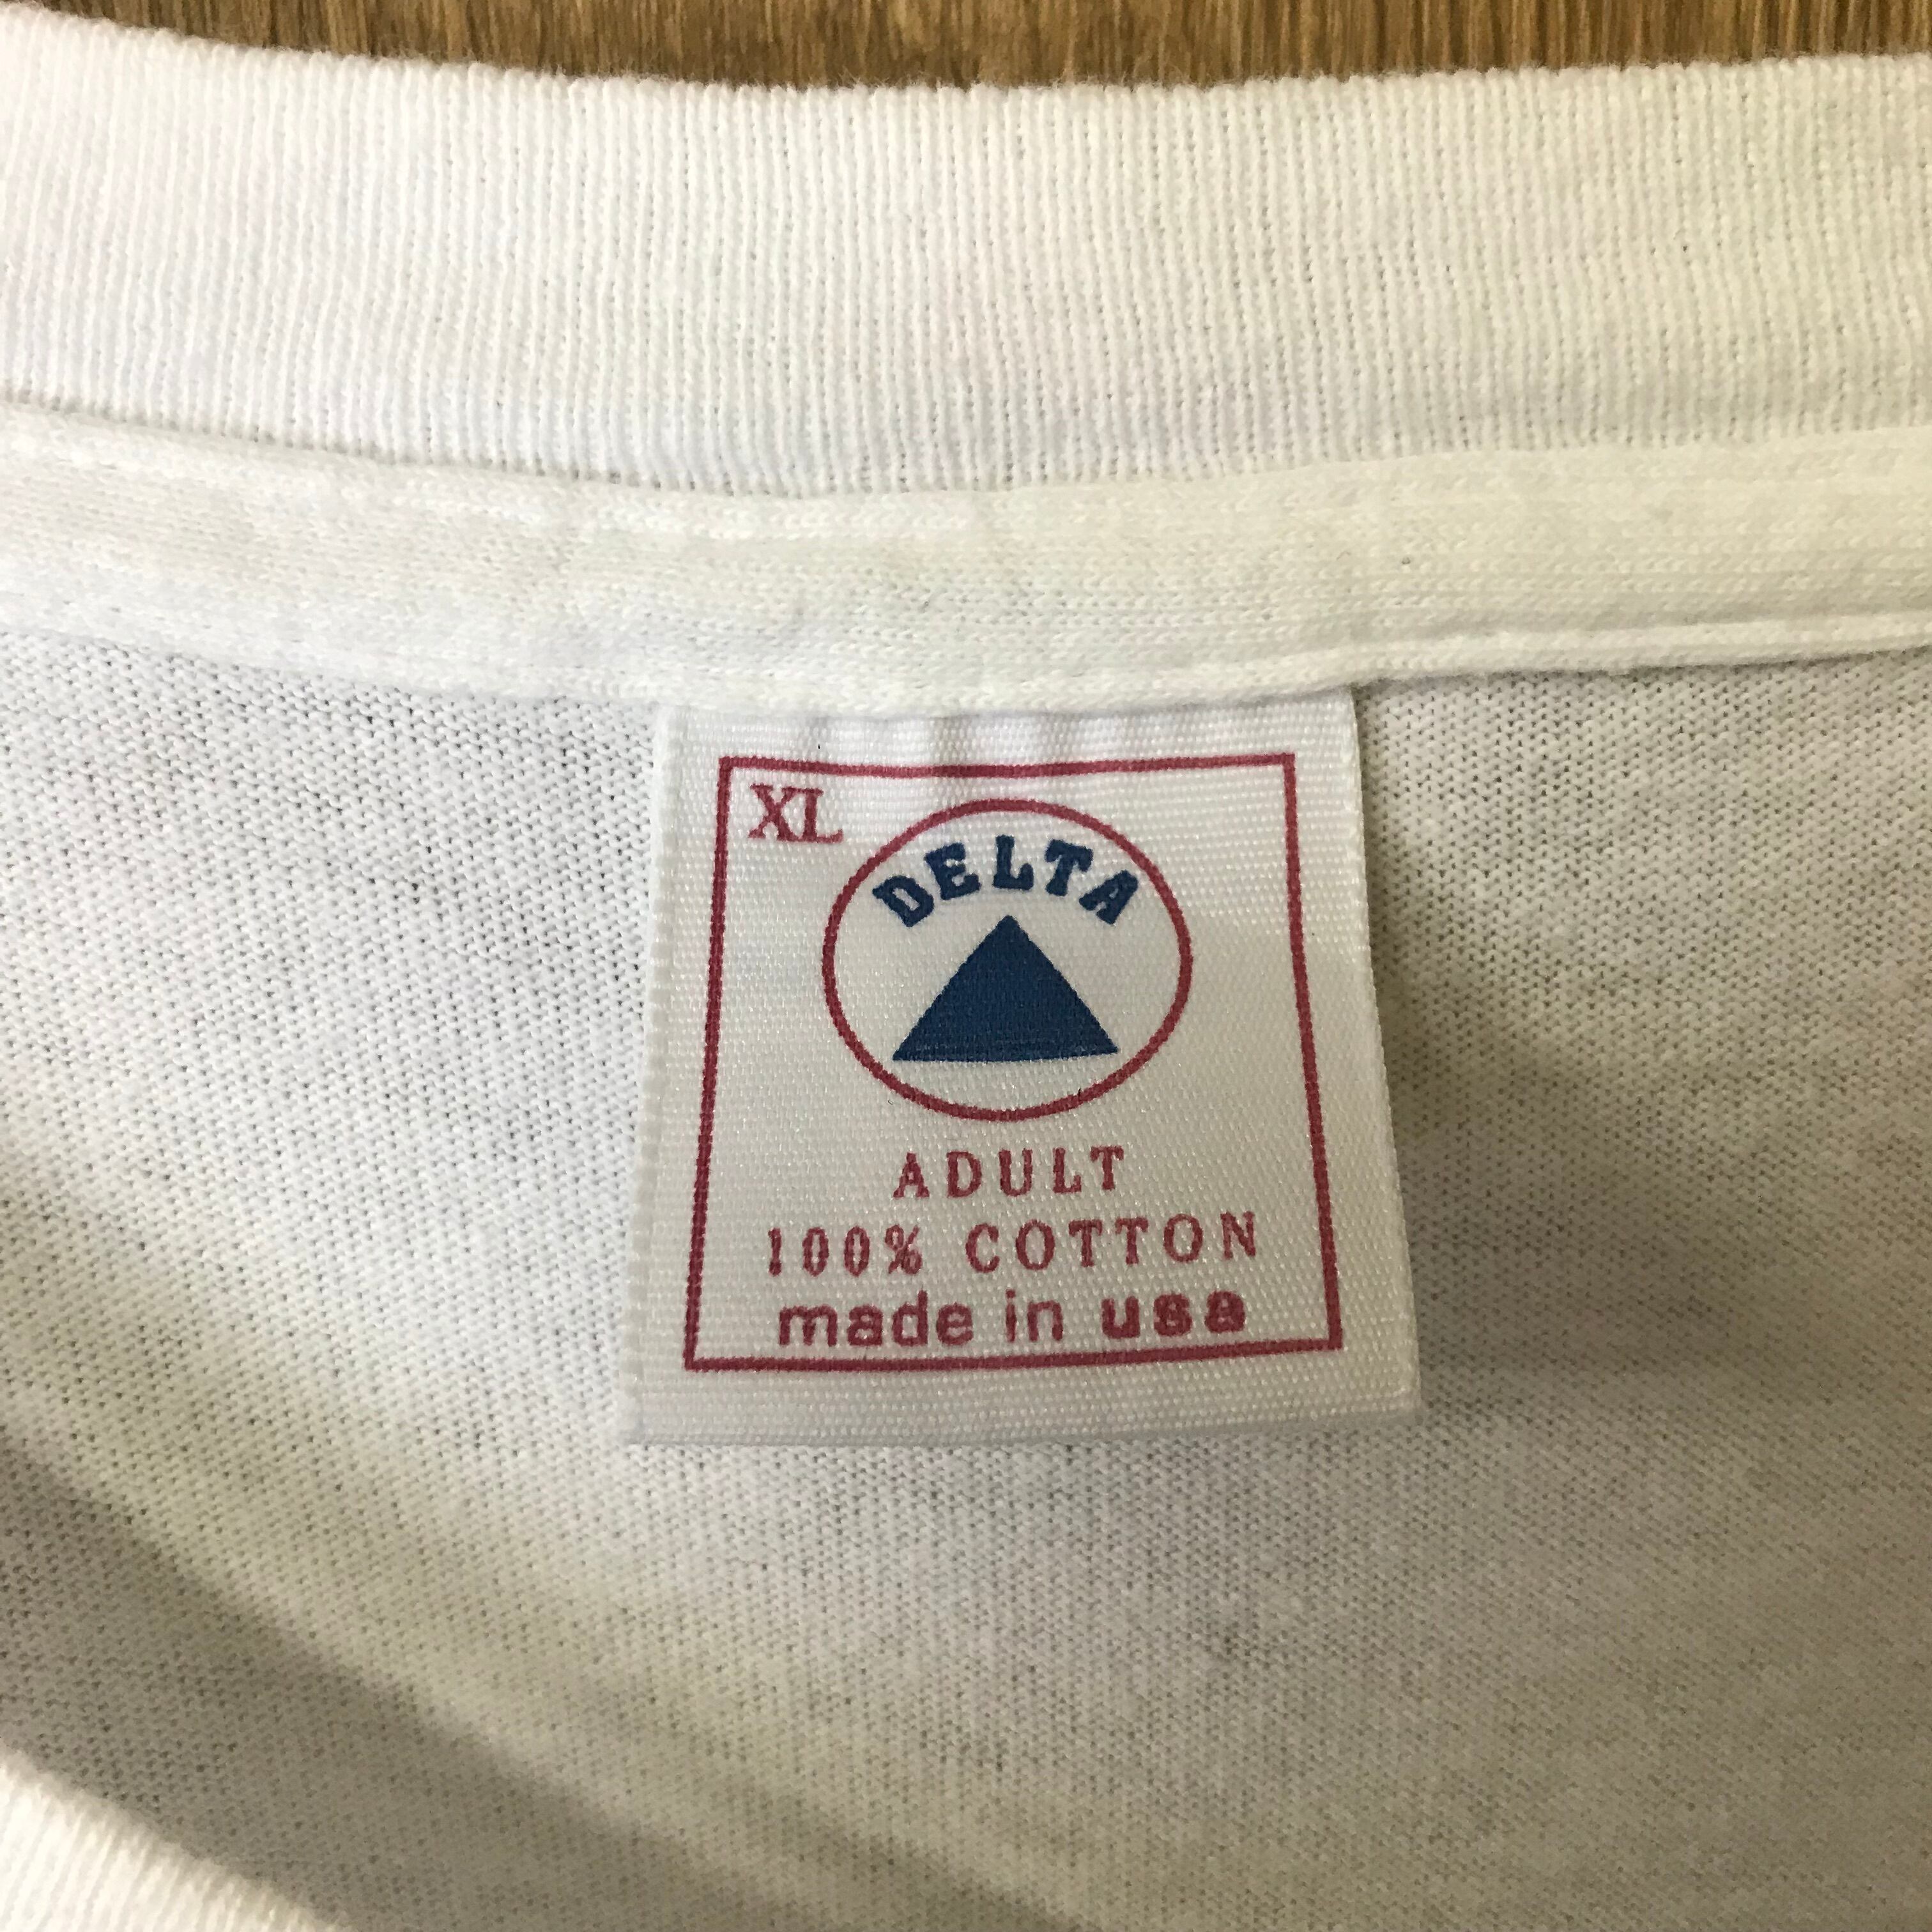 XL
DELTA
ADULT
100% COTTON
made in usa